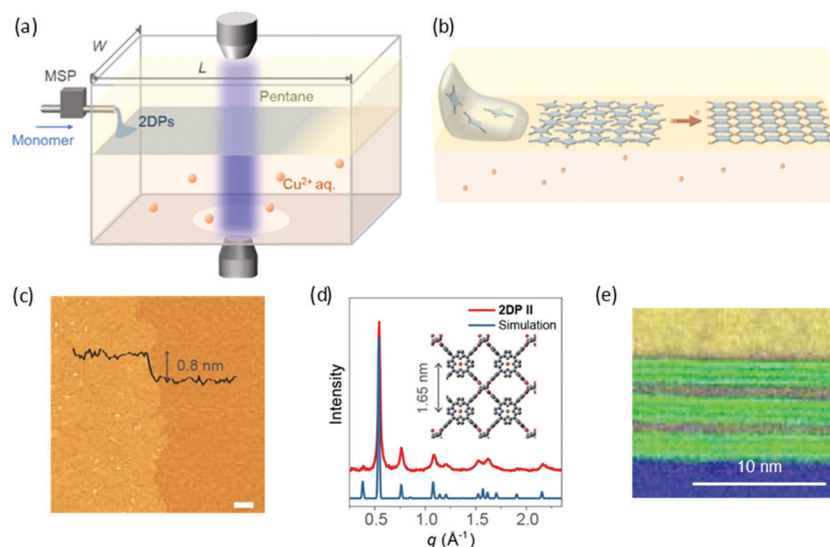 (a)
W
L
MSP
Pentane
2DPs
Monomer
Cu²⁺ aq.
(b)
(c)
0.8 nm
(d)
2DP II
Simulation
1.65 nm
Intensity
0.5 1.0 1.5 2.0
q (Å⁻¹)
(e)
10 nm